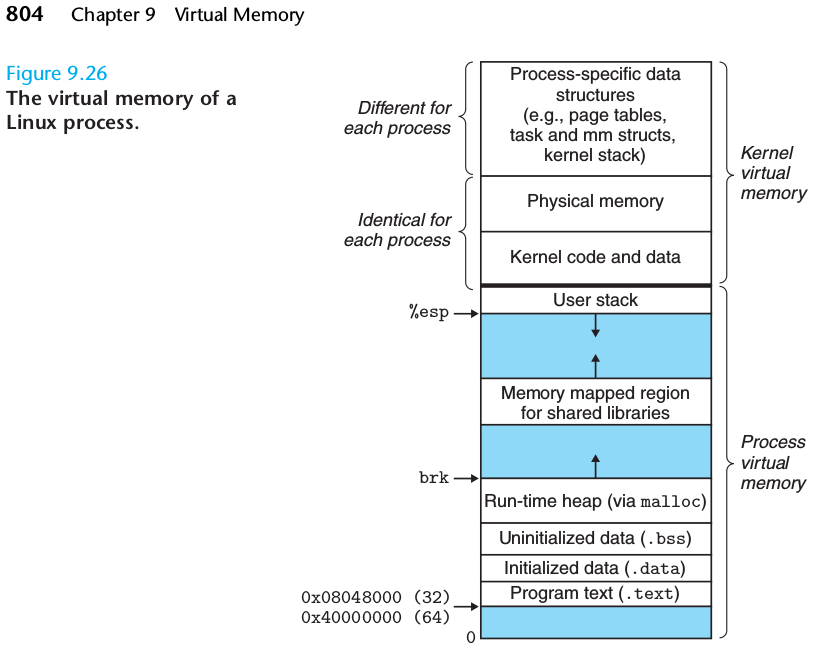 804 Chapter 9 Virtual Memory
Figure 9.26
The virtual memory of a
Linux process.
Different for
each process
Process-specific data
structures
(e.g., page tables,
task and mm structs,
kernel stack)
Kernel
virtual
memory
Identical for
each process
Physical memory
Kernel code and data
%esp
User stack
Memory mapped region
for shared libraries
Process
virtual
memory
brk
Run-time heap (via malloc)
Uninitialized data (.bss)
Initialized data (.data)
Program text (.text)
0x08048000 (32)
0x40000000 (64)
0